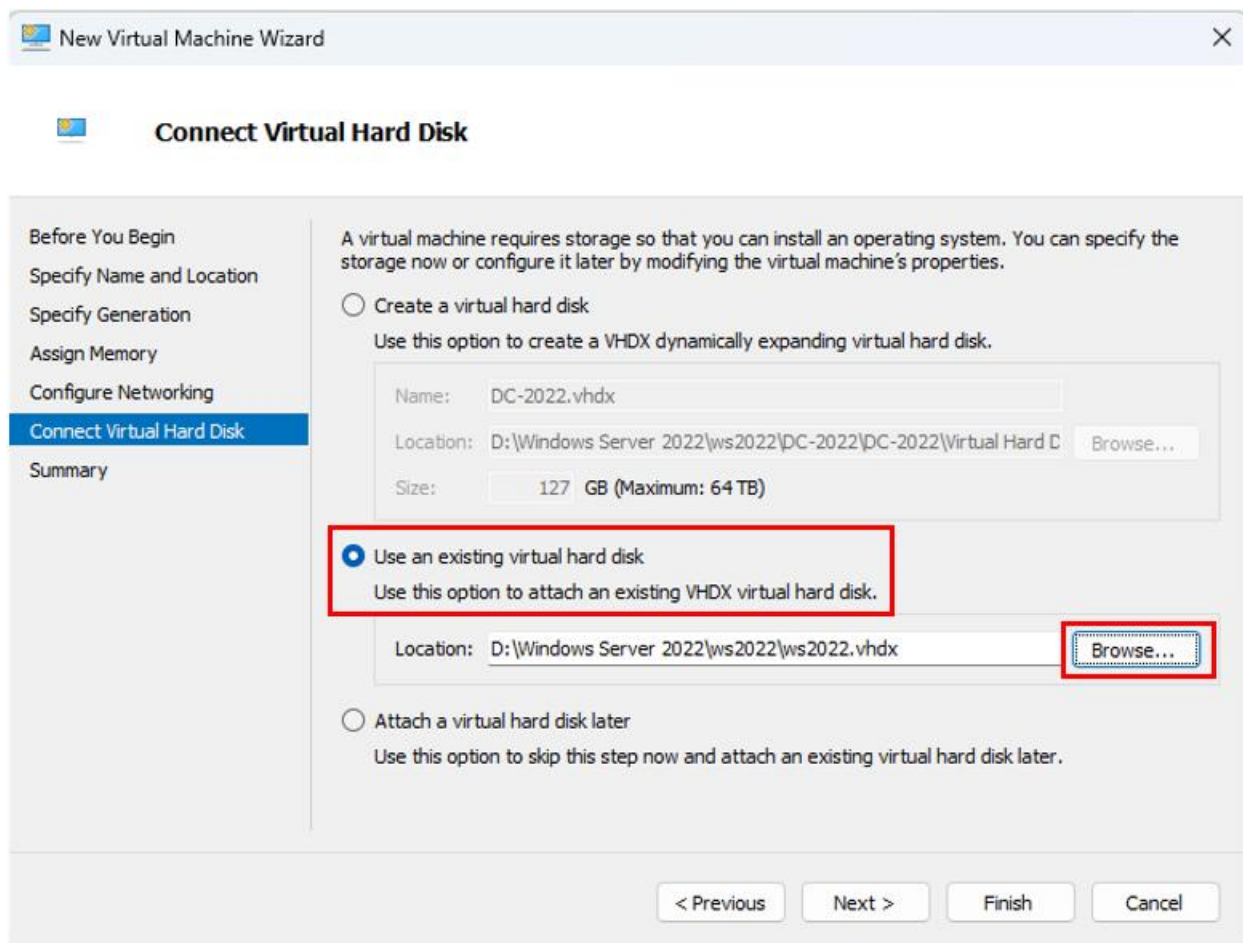 New Virtual Machine Wizard
Connect Virtual Hard Disk
Before You Begin
Specify Name and Location
Specify Generation
Assign Memory
Configure Networking
Connect Virtual Hard Disk
Summary
A virtual machine requires storage so that you can install an operating system. You can specify the
storage now or configure it later by modifying the virtual machine's properties.
Create a virtual hard disk
Use this option to create a VHDX dynamically expanding virtual hard disk.
Name: DC-2022.vhdx
Location: D:\Windows Server 2022\ws2022\DC-2022\DC-2022\Virtual Hard D Browse...
Size: 127 GB (Maximum: 64 TB)
Use an existing virtual hard disk
Use this option to attach an existing VHDX virtual hard disk.
Location: D:\Windows Server 2022\ws2022\ws2022.vhdx Browse...
Attach a virtual hard disk later
Use this option to skip this step now and attach an existing virtual hard disk later.
< Previous Next > Finish Cancel